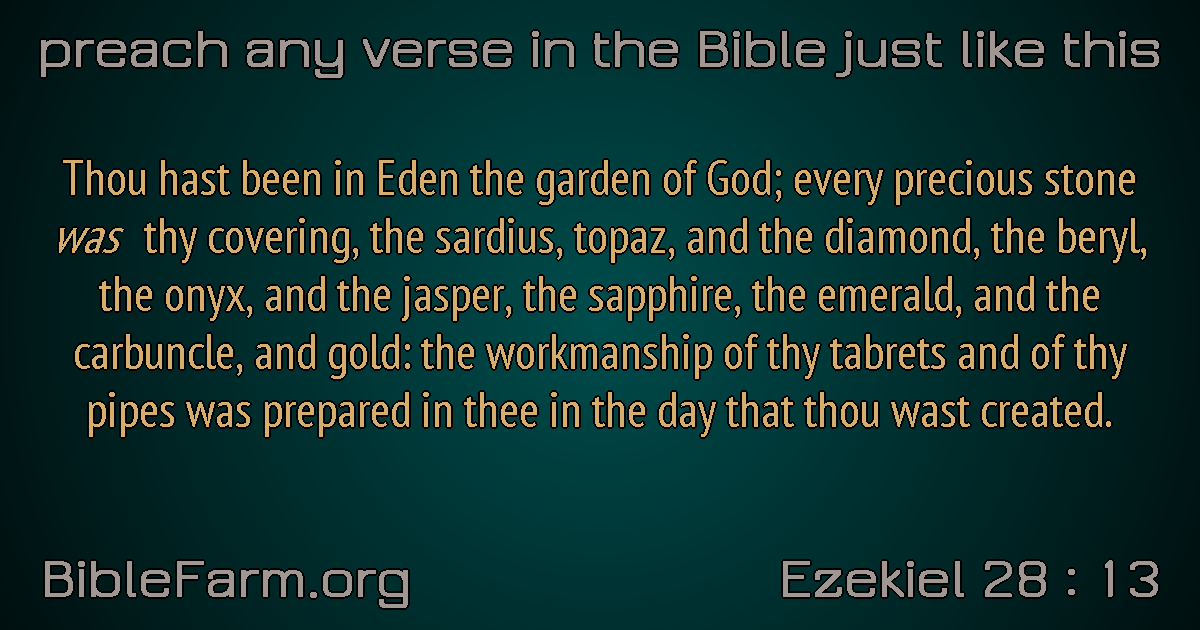 preach any verse in the Bible just like this
Thou hast been in Eden the garden of God; every precious stone
was thy covering, the sardius, topaz, and the diamond, the beryl,
the onyx, and the jasper, the sapphire, the emerald, and the
carbuncle, and gold: the workmanship of thy tabrets and of thy
pipes was prepared in thee in the day that thou wast created.
BibleFarm.org
Ezekiel 28 : 13